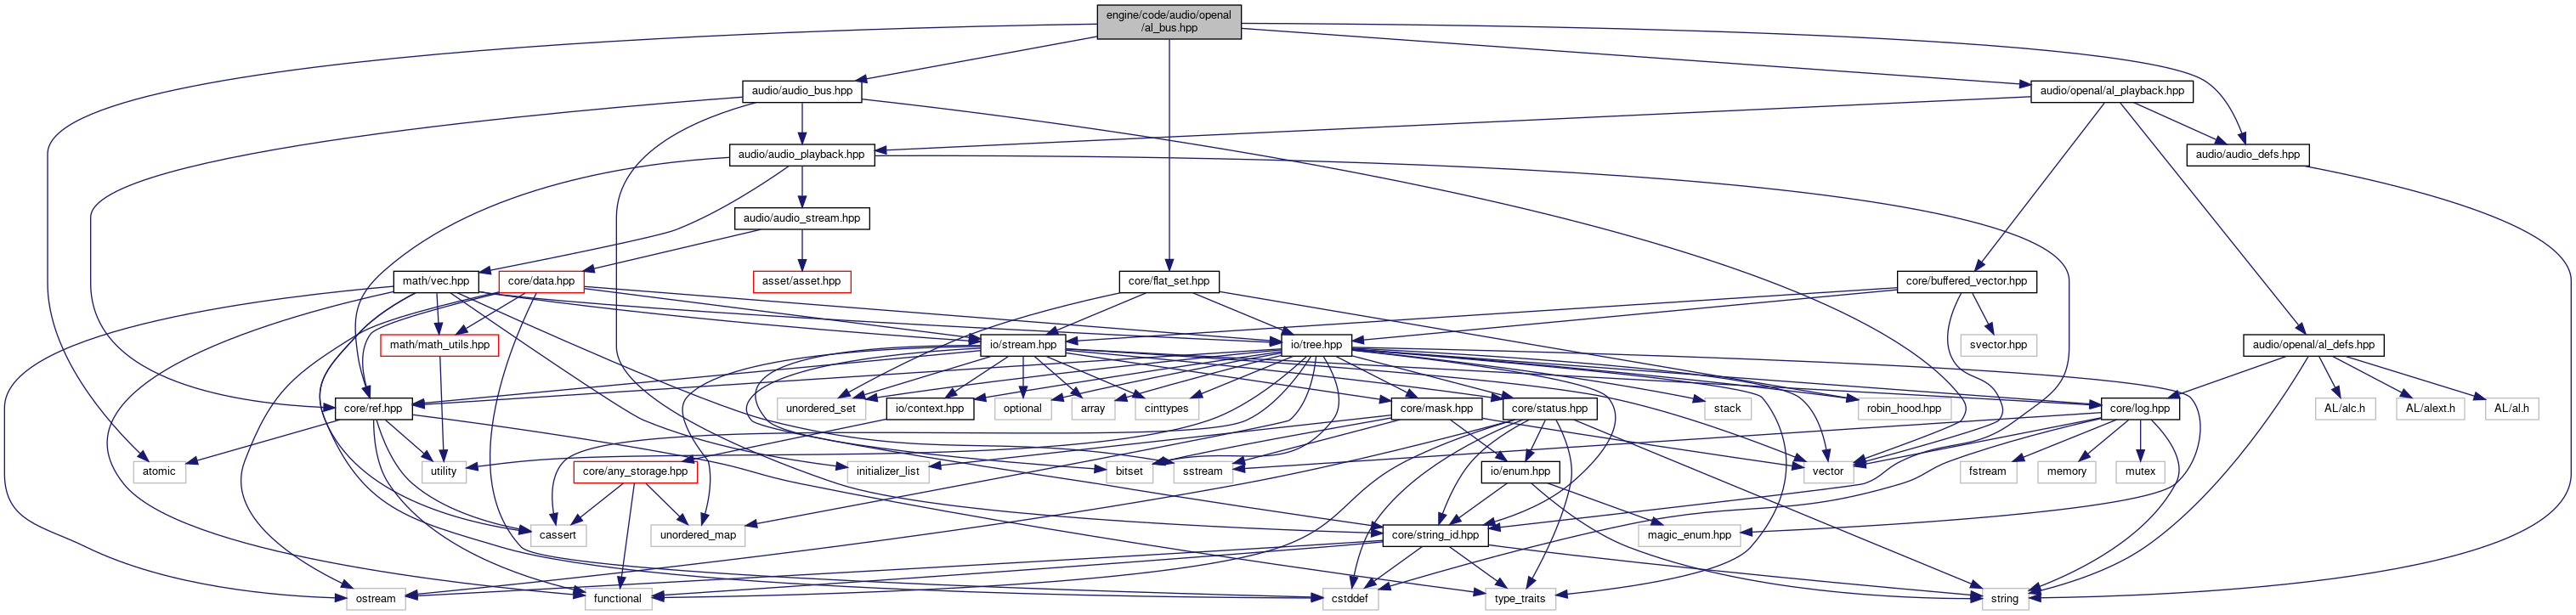 engine/code/audio/openal
/al_bus.hpp
audio/audio_bus.hpp
audio/openal/al_playback.hpp
audio/audio_playback.hpp
audio/audio_defs.hpp
audio/audio_stream.hpp
math/vec.hpp
core/data.hpp
asset/asset.hpp
core/flat_set.hpp
core/buffered_vector.hpp
math/math_utils.hpp
io/stream.hpp
io/tree.hpp
svector.hpp
audio/openal/al_defs.hpp
core/ref.hpp
unordered_set
io/context.hpp
optional
array
cinttypes
core/mask.hpp
core/status.hpp
stack
robin_hood.hpp
core/log.hpp
AL/alc.h
AL/alext.h
AL/al.h
atomic
utility
core/any_storage.hpp
initializer_list
bitset
sstream
io/enum.hpp
vector
fstream
memory
mutex
cassert
unordered_map
core/string_id.hpp
magic_enum.hpp
ostream
functional
cstddef
type_traits
string